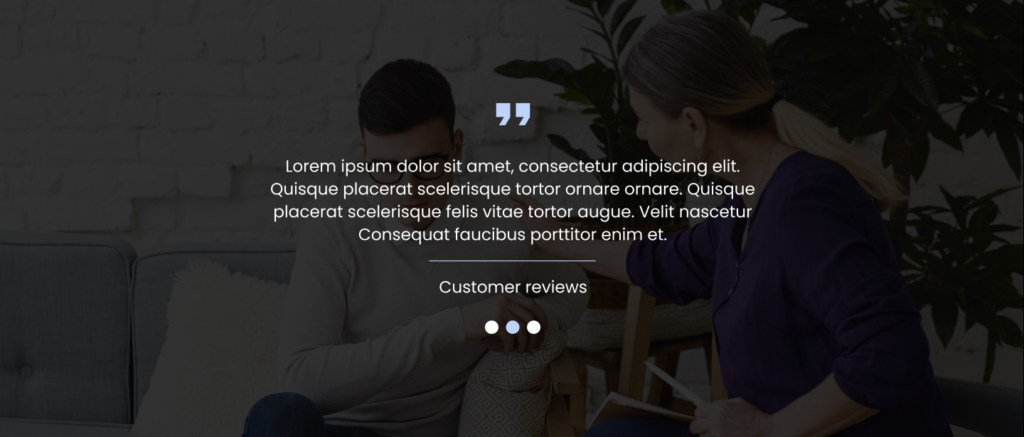 ”
Lorem ipsum dolor sit amet, consectetur adipiscing elit.
Quisque placerat scelerisque tortor ornare ornare. Quisque
placerat scelerisque felis vitae tortor augue. Velit nascetur
Consequat faucibus porttitor enim et.
Customer reviews